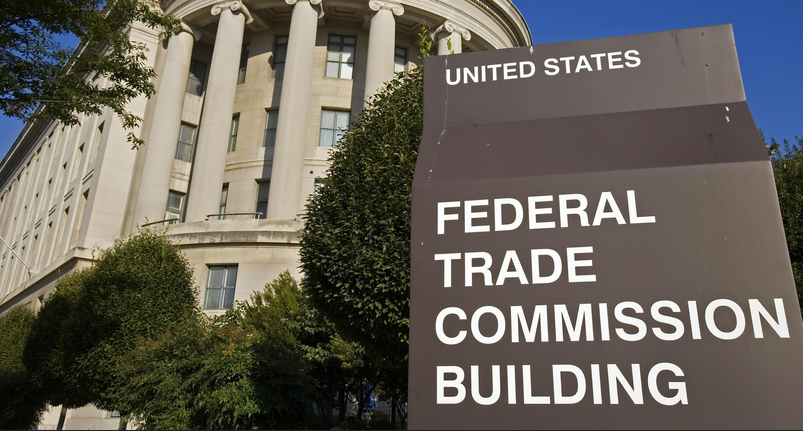 UNITED STATES
FEDERAL
TRADE
COMMISSION
BUILDING